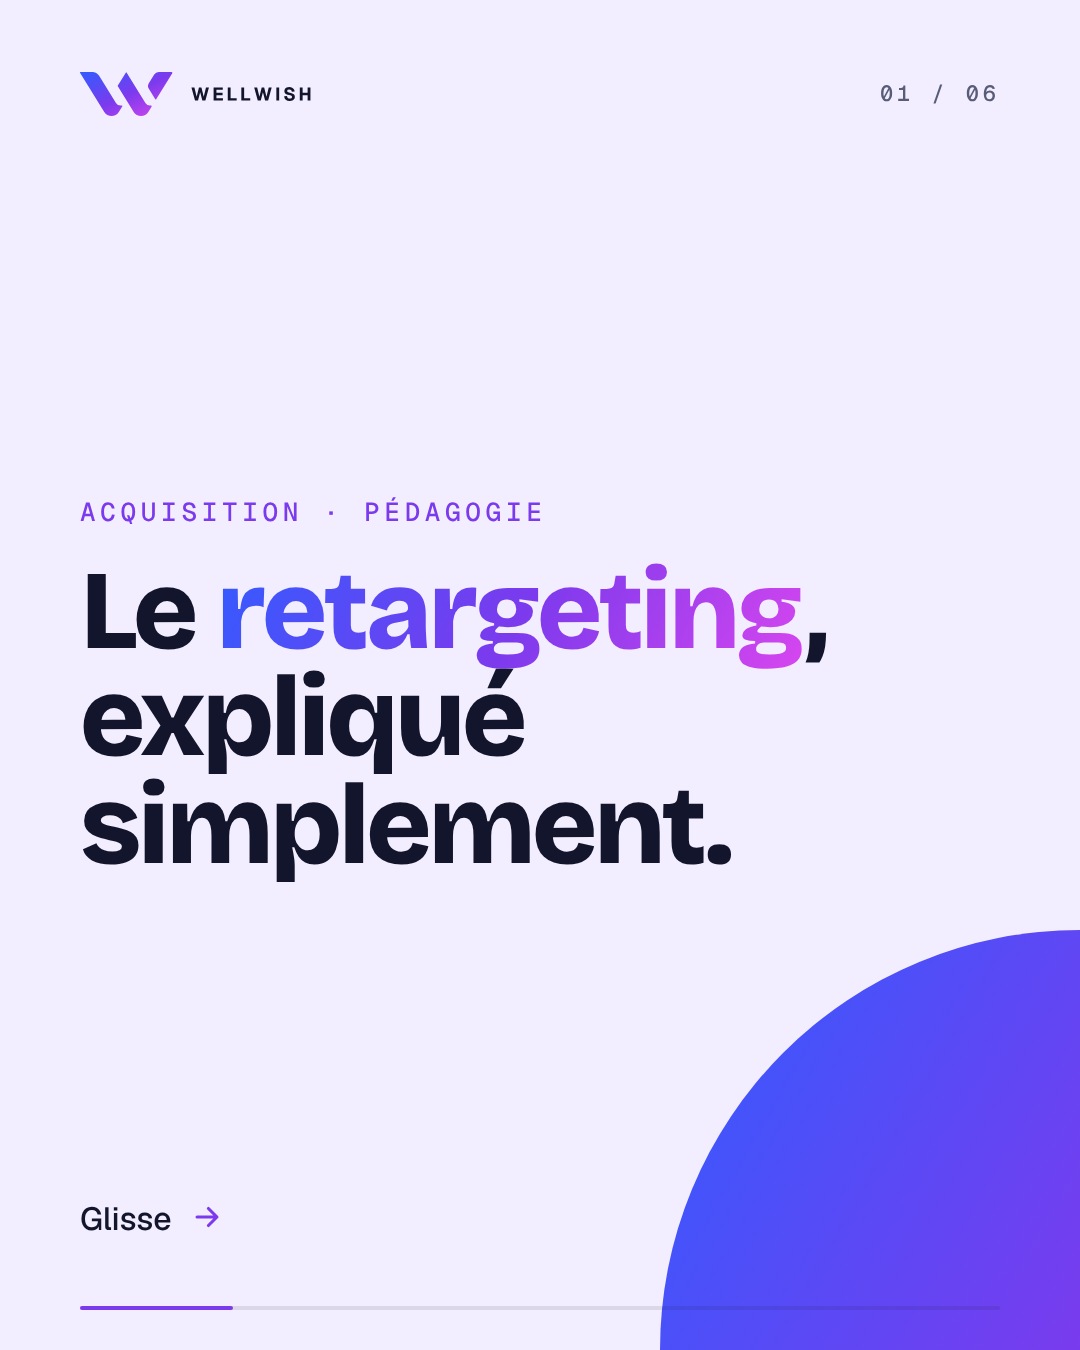 WELLWISH
01 / 06
ACQUISITION · PÉDAGOGIE
Le retargeting,
expliqué
simplement.
Glisse →